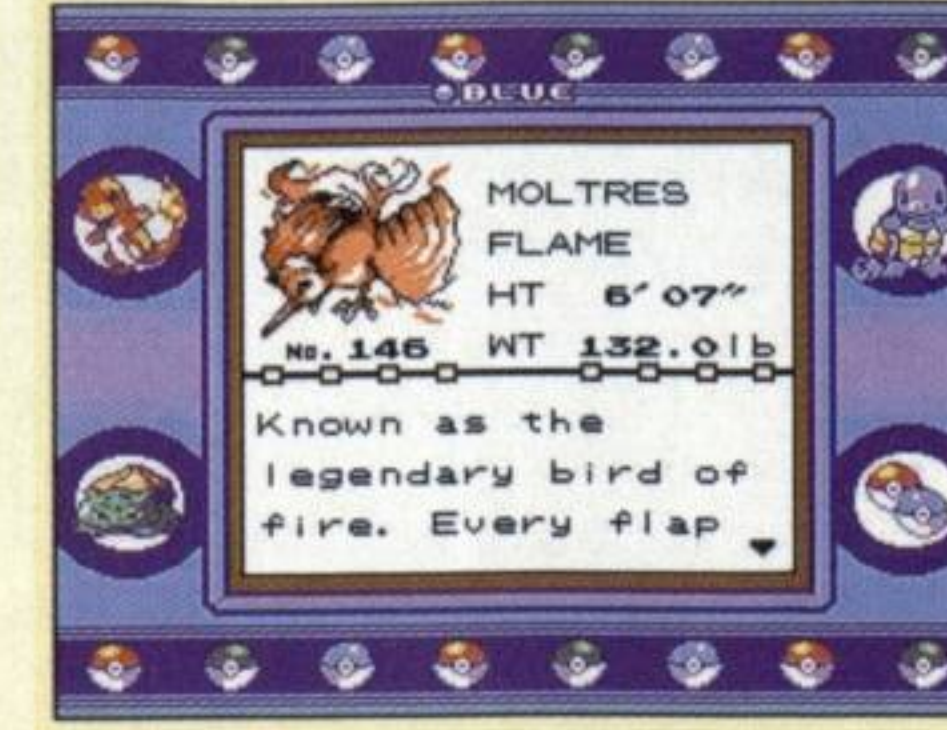 BLUE
MOLTRES
FLAME
HT 6′07″
No. 146 WT 132.0lb
Known as the
legendary bird of
fire. Every flap